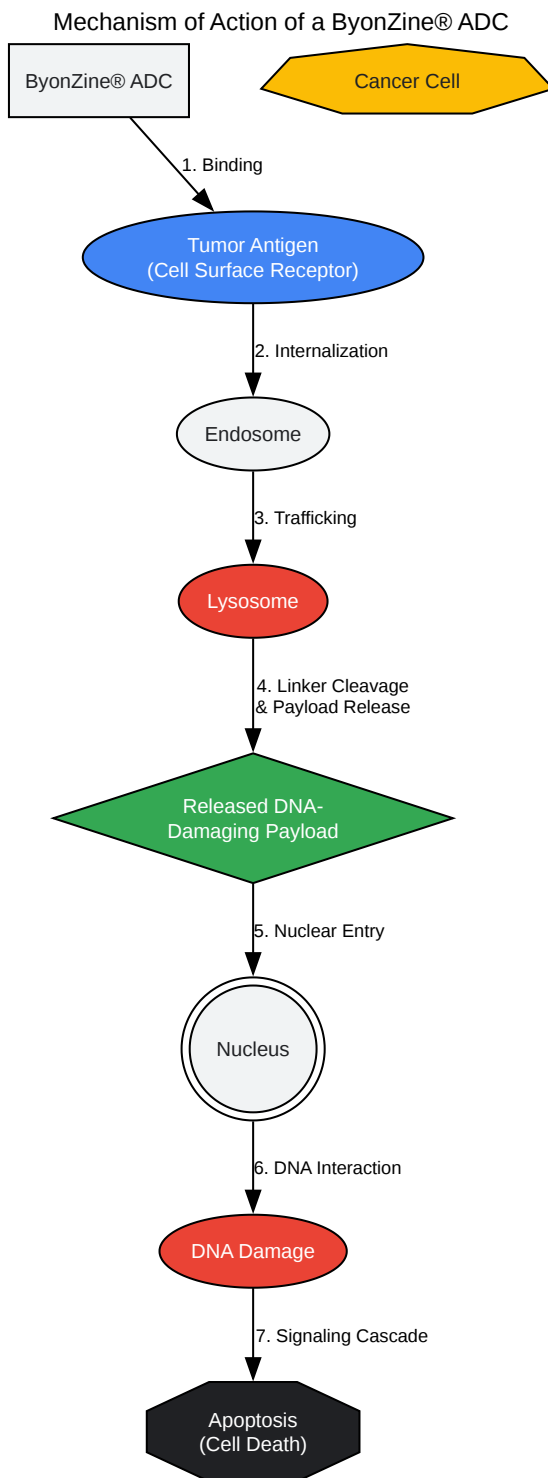 Mechanism of Action of a ByonZine® ADC
ByonZine® ADC
Cancer Cell
1. Binding
Tumor Antigen
(Cell Surface Receptor)
2. Internalization
Endosome
3. Trafficking
Lysosome
4. Linker Cleavage
& Payload Release
Released DNA-
Damaging Payload
5. Nuclear Entry
Nucleus
6. DNA Interaction
DNA Damage
7. Signaling Cascade
Apoptosis
(Cell Death)